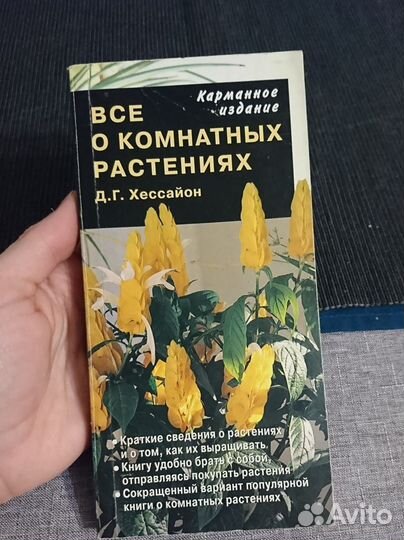 Карманное
издание
ВСЕ
О КОМНАТНЫХ
РАСТЕНИЯХ
Д.Г. Хессайон
• Краткие сведения о растениях
и о том, как их выращивать.
• Книгу удобно брать с собой,
отправляясь покупать растения
• Сокращенный вариант популярной
книги о комнатных растениях
Avito